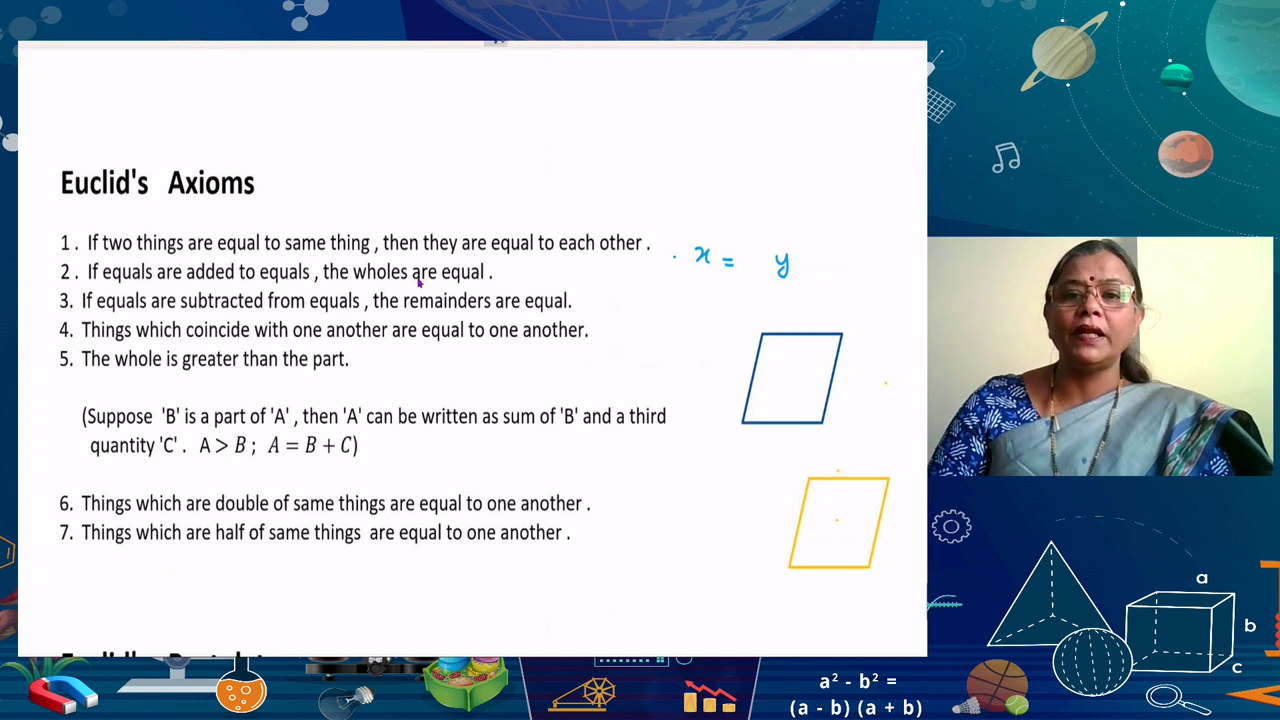 Euclid's Axioms
1 . If two things are equal to same thing , then they are equal to each other .
x = y
2 . If equals are added to equals , the wholes are equal .
3. If equals are subtracted from equals , the remainders are equal.
4. Things which coincide with one another are equal to one another.
5. The whole is greater than the part.
(Suppose 'B' is a part of 'A' , then 'A' can be written as sum of 'B' and a third
quantity 'C' . A > B ; A = B + C)
6. Things which are double of same things are equal to one another .
7. Things which are half of same things are equal to one another .
a
b
c
a² - b² =
(a - b) (a + b)